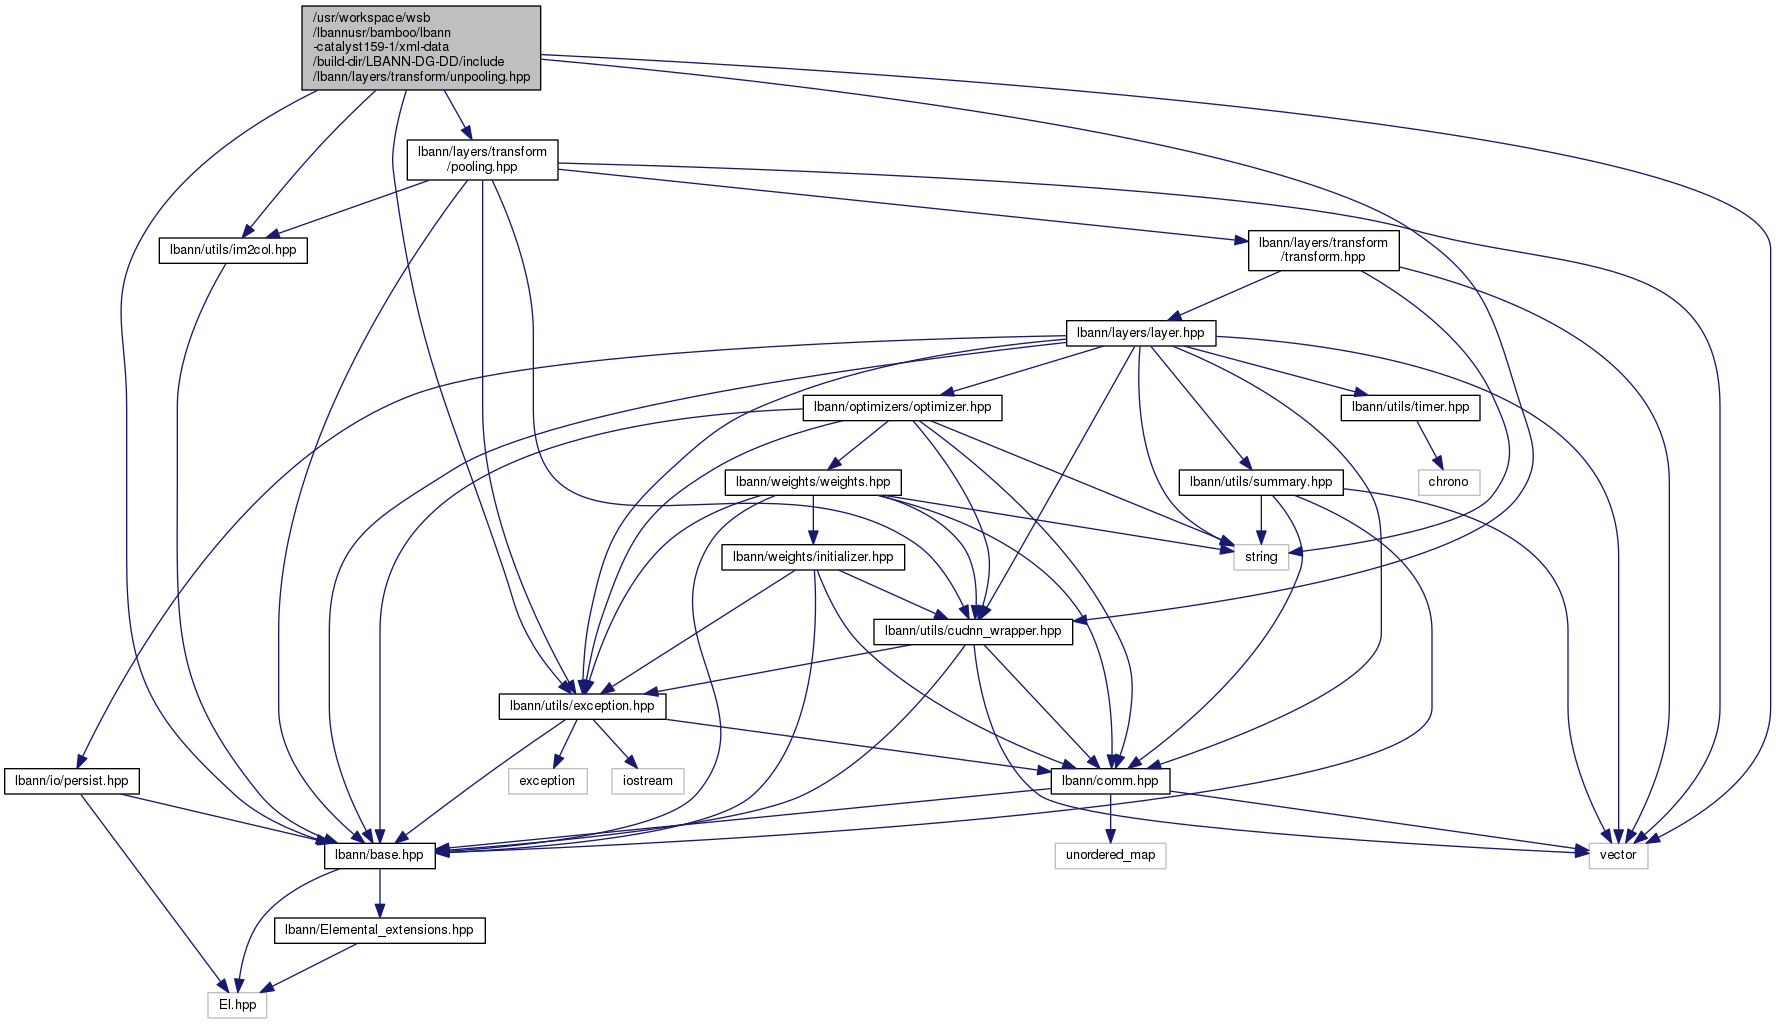 /usr/workspace/wsb
/lbannusr/bamboo/lbann
-catalyst159-1/xml-data
/build-dir/LBANN-DG-DD/include
/lbann/layers/transform/unpooling.hpp
lbann/layers/transform
/pooling.hpp
lbann/utils/im2col.hpp
lbann/layers/transform
/transform.hpp
lbann/layers/layer.hpp
lbann/optimizers/optimizer.hpp
lbann/utils/timer.hpp
lbann/weights/weights.hpp
lbann/utils/summary.hpp
chrono
lbann/weights/initializer.hpp
string
lbann/utils/cudnn_wrapper.hpp
lbann/utils/exception.hpp
lbann/io/persist.hpp
exception
iostream
lbann/comm.hpp
lbann/base.hpp
unordered_map
vector
lbann/Elemental_extensions.hpp
El.hpp